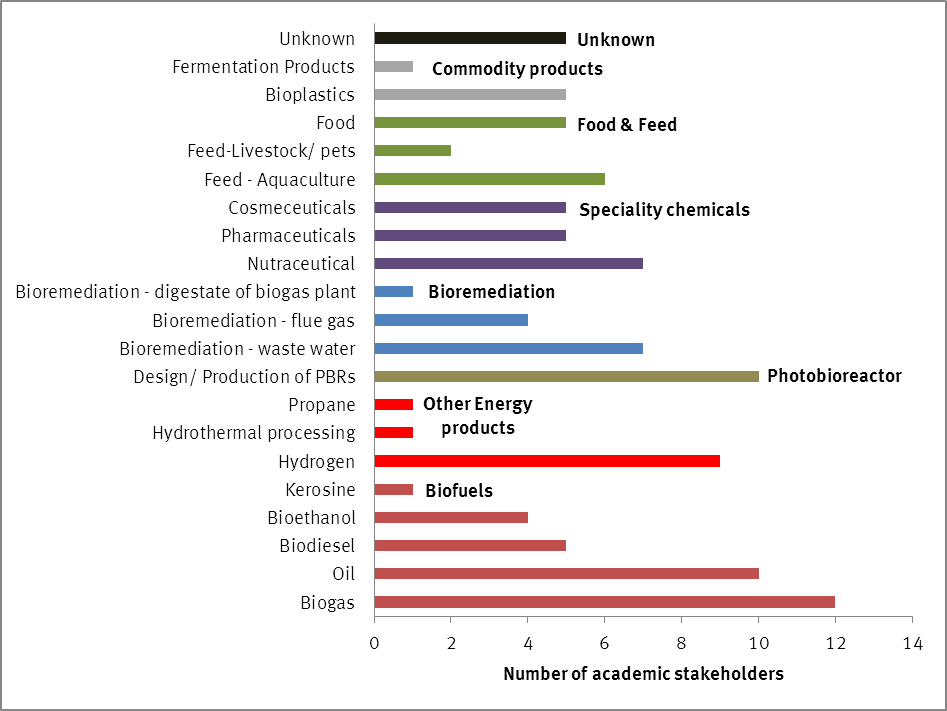 Unknown
Unknown
Fermentation Products
Commodity products
Bioplastics
Food
Food & Feed
Feed-Livestock/ pets
Feed - Aquaculture
Cosmeceuticals
Speciality chemicals
Pharmaceuticals
Nutraceutical
Bioremediation - digestate of biogas plant
Bioremediation
Bioremediation - flue gas
Bioremediation - waste water
Design/ Production of PBRs
Photobioreactor
Propane
Other Energy
products
Hydrothermal processing
Hydrogen
Kerosine
Biofuels
Bioethanol
Biodiesel
Oil
Biogas
0 2 4 6 8 10 12 14
Number of academic stakeholders